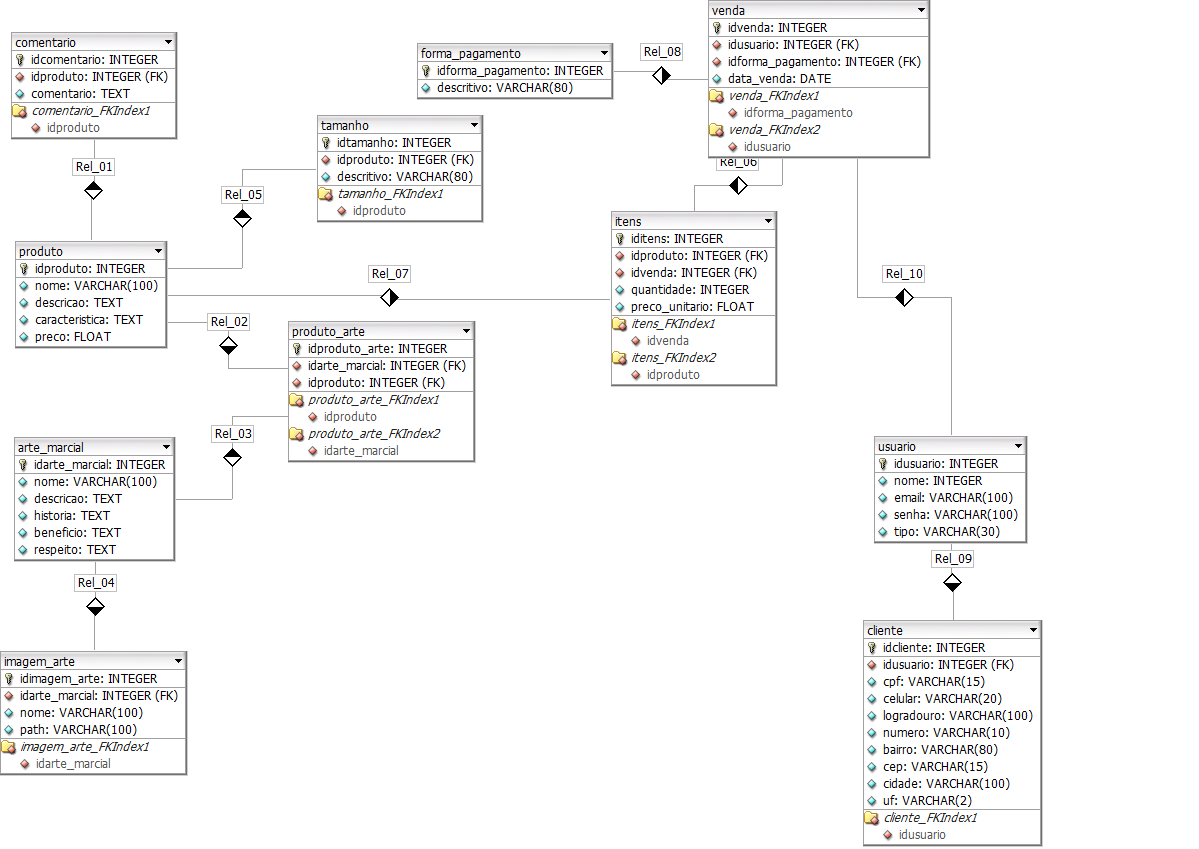 comentario
idcomentario: INTEGER
idproduto: INTEGER (FK)
comentario: TEXT
comentario_FKIndex1
idproduto
Rel_01
forma_pagamento
idforma_pagamento: INTEGER
descritivo: VARCHAR(80)
Rel_08
venda
idvenda: INTEGER
idusuario: INTEGER (FK)
idforma_pagamento: INTEGER (FK)
data_venda: DATE
venda_FKIndex1
idforma_pagamento
venda_FKIndex2
idusuario
tamanho
idtamanho: INTEGER
idproduto: INTEGER (FK)
descritivo: VARCHAR(80)
tamanho_FKIndex1
idproduto
Rel_05
Rel_06
produto
idproduto: INTEGER
nome: VARCHAR(100)
descricao: TEXT
caracteristica: TEXT
preco: FLOAT
Rel_07
itens
iditens: INTEGER
idproduto: INTEGER (FK)
idvenda: INTEGER (FK)
quantidade: INTEGER
preco_unitario: FLOAT
itens_FKIndex1
idvenda
itens_FKIndex2
idproduto
Rel_10
Rel_02
produto_arte
idproduto_arte: INTEGER
idarte_marcial: INTEGER (FK)
idproduto: INTEGER (FK)
produto_arte_FKIndex1
idproduto
produto_arte_FKIndex2
idarte_marcial
Rel_03
arte_marcial
idarte_marcial: INTEGER
nome: VARCHAR(100)
descricao: TEXT
historia: TEXT
beneficio: TEXT
respeito: TEXT
Rel_04
usuario
idusuario: INTEGER
nome: INTEGER
email: VARCHAR(100)
senha: VARCHAR(100)
tipo: VARCHAR(30)
Rel_09
imagem_arte
idimagem_arte: INTEGER
idarte_marcial: INTEGER (FK)
nome: VARCHAR(100)
path: VARCHAR(100)
imagem_arte_FKIndex1
idarte_marcial
cliente
idcliente: INTEGER
idusuario: INTEGER (FK)
cpf: VARCHAR(15)
celular: VARCHAR(20)
logradouro: VARCHAR(100)
numero: VARCHAR(10)
bairro: VARCHAR(80)
cep: VARCHAR(15)
cidade: VARCHAR(100)
uf: VARCHAR(2)
cliente_FKIndex1
idusuario